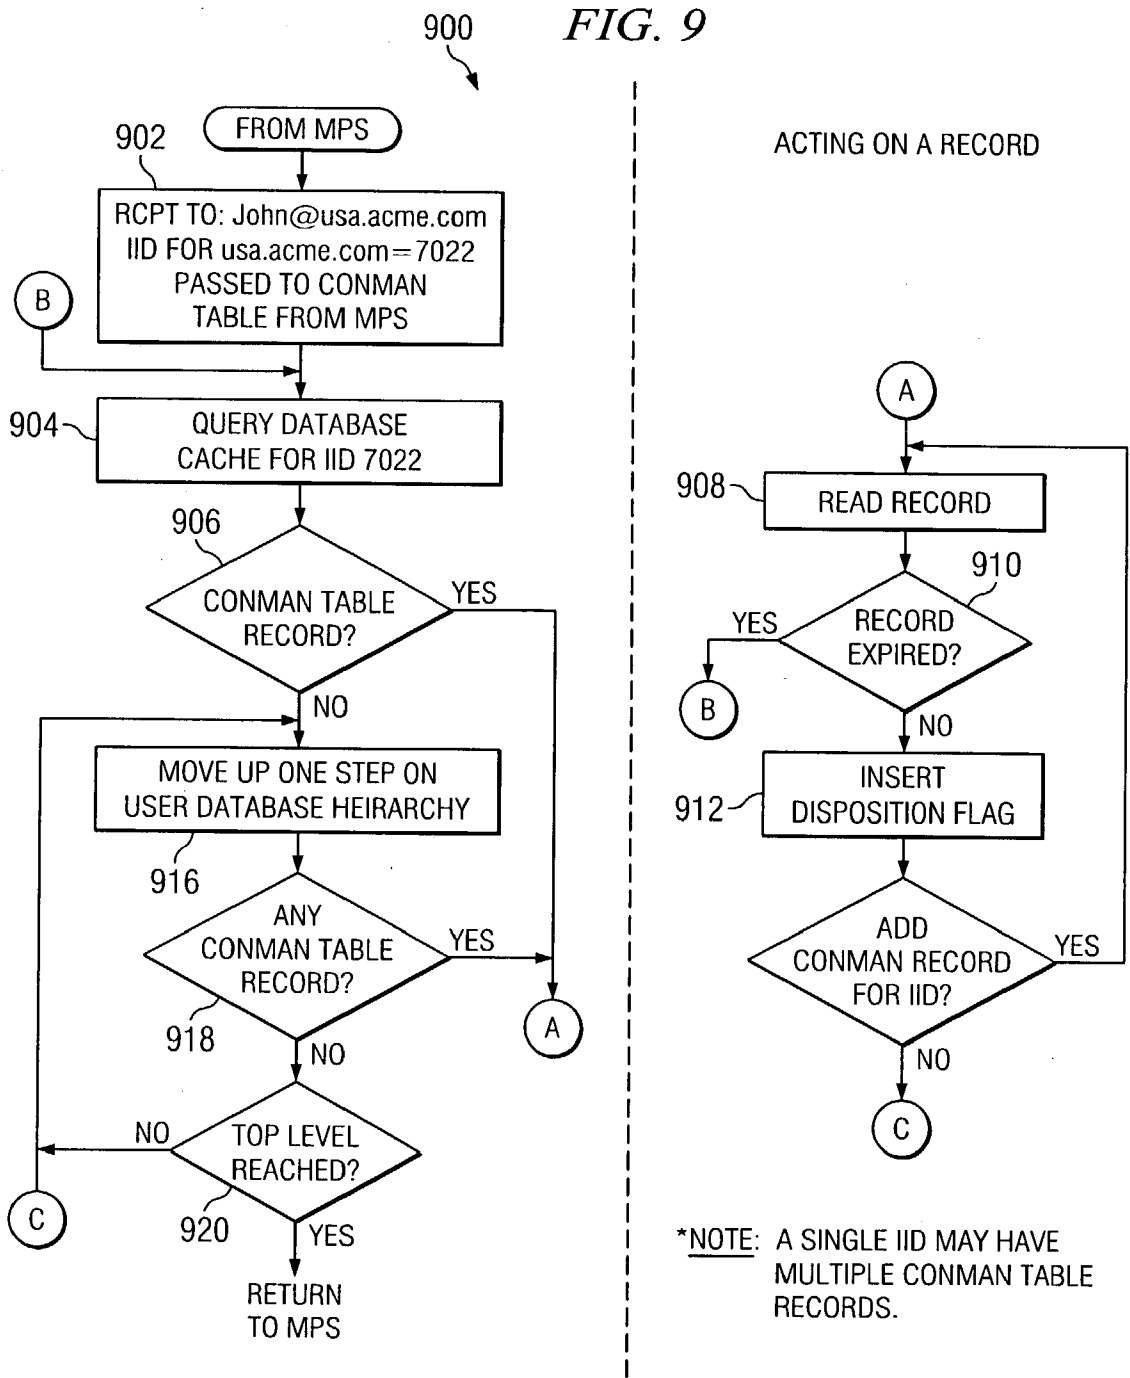 FIG. 9
900
FROM MPS
902
RCPT TO: John@usa.acme.com
IID FOR usa.acme.com=7022
PASSED TO CONMAN
TABLE FROM MPS
B
904
QUERY DATABASE
CACHE FOR IID 7022
906
CONMAN TABLE
RECORD?
YES
NO
MOVE UP ONE STEP ON
USER DATABASE HEIRARCHY
916
ANY
CONMAN TABLE
RECORD?
YES
918
NO
A
TOP LEVEL
REACHED?
NO
920
YES
C
RETURN
TO MPS
ACTING ON A RECORD
A
908
READ RECORD
910
RECORD
EXPIRED?
YES
B
NO
912
INSERT
DISPOSITION FLAG
ADD
CONMAN RECORD
FOR IID?
YES
NO
C
*NOTE: A SINGLE IID MAY HAVE
MULTIPLE CONMAN TABLE
RECORDS.